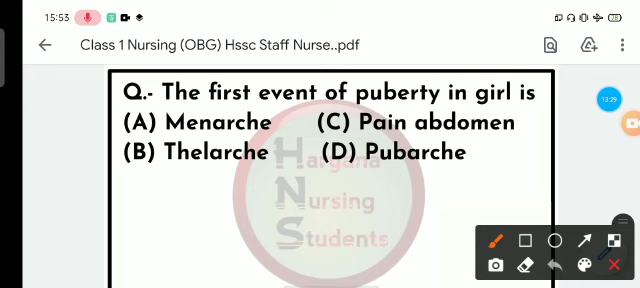 15:53
Class 1 Nursing (OBG) Hssc Staff Nurse..pdf
Q.- The first event of puberty in girl is
(A) Menarche (C) Pain abdomen
(B) Thelarche (D) Pubarche
Haryana
Nursing
Students
13:29